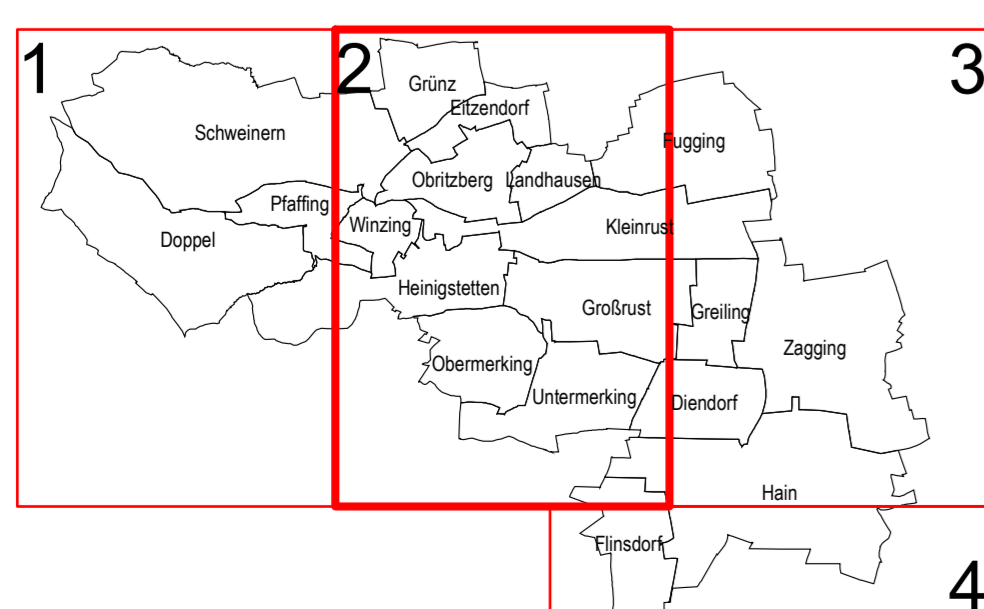 1
2
3
Grünz
Eitzendorf
Schweinern
Fugging
Obritzberg
Landhausen
Pfaffing
Winzing
Kleinrust
Doppel
Heinigstetten
Großrust
Greiling
Zagging
Obermerking
Untermerking
Diendorf
Hain
Flinsdorf
4